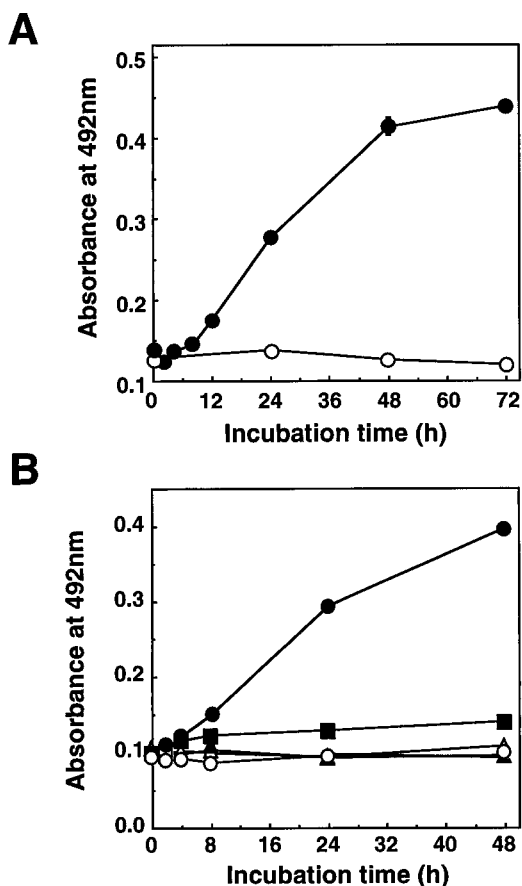 A
Absorbance at 492nm
0.5
0.4
0.3
0.2
0.1
0 12 24 36 48 60 72
Incubation time (h)
B
Absorbance at 492nm
0.4
0.3
0.2
0.1
0.0
0 8 16 24 32 40 48
Incubation time (h)